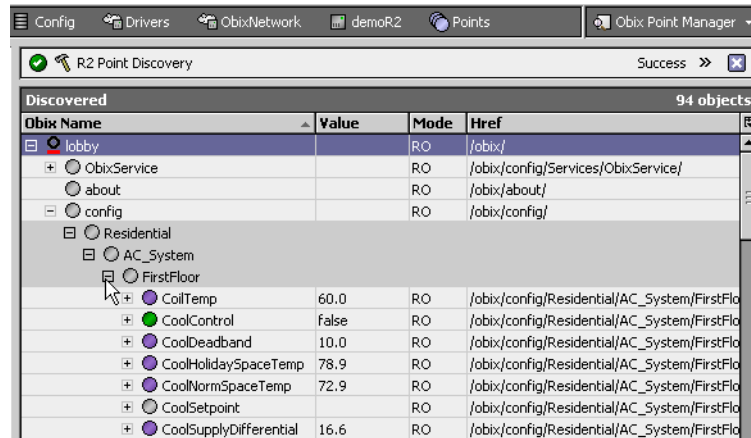 Config Drivers ObixNetwork demoR2 Points Obix Point Manager
R2 Point Discovery Success »
Discovered 94 objects
Obix Name Value Mode Href
lobby RO /obix/
ObixService RO /obix/config/Services/ObixService/
about RO /obix/about/
config RO /obix/config/
Residential
AC_System
FirstFloor
CoilTemp 60.0 RO /obix/config/Residential/AC_System/FirstFlo
CoolControl false RO /obix/config/Residential/AC_System/FirstFlo
CoolDeadband 10.0 RO /obix/config/Residential/AC_System/FirstFlo
CoolHolidaySpaceTemp 78.9 RO /obix/config/Residential/AC_System/FirstFlo
CoolNormSpaceTemp 72.9 RO /obix/config/Residential/AC_System/FirstFlo
CoolSetpoint RO /obix/config/Residential/AC_System/FirstFlo
CoolSupplyDifferential 16.6 RO /obix/config/Residential/AC_System/FirstFlo